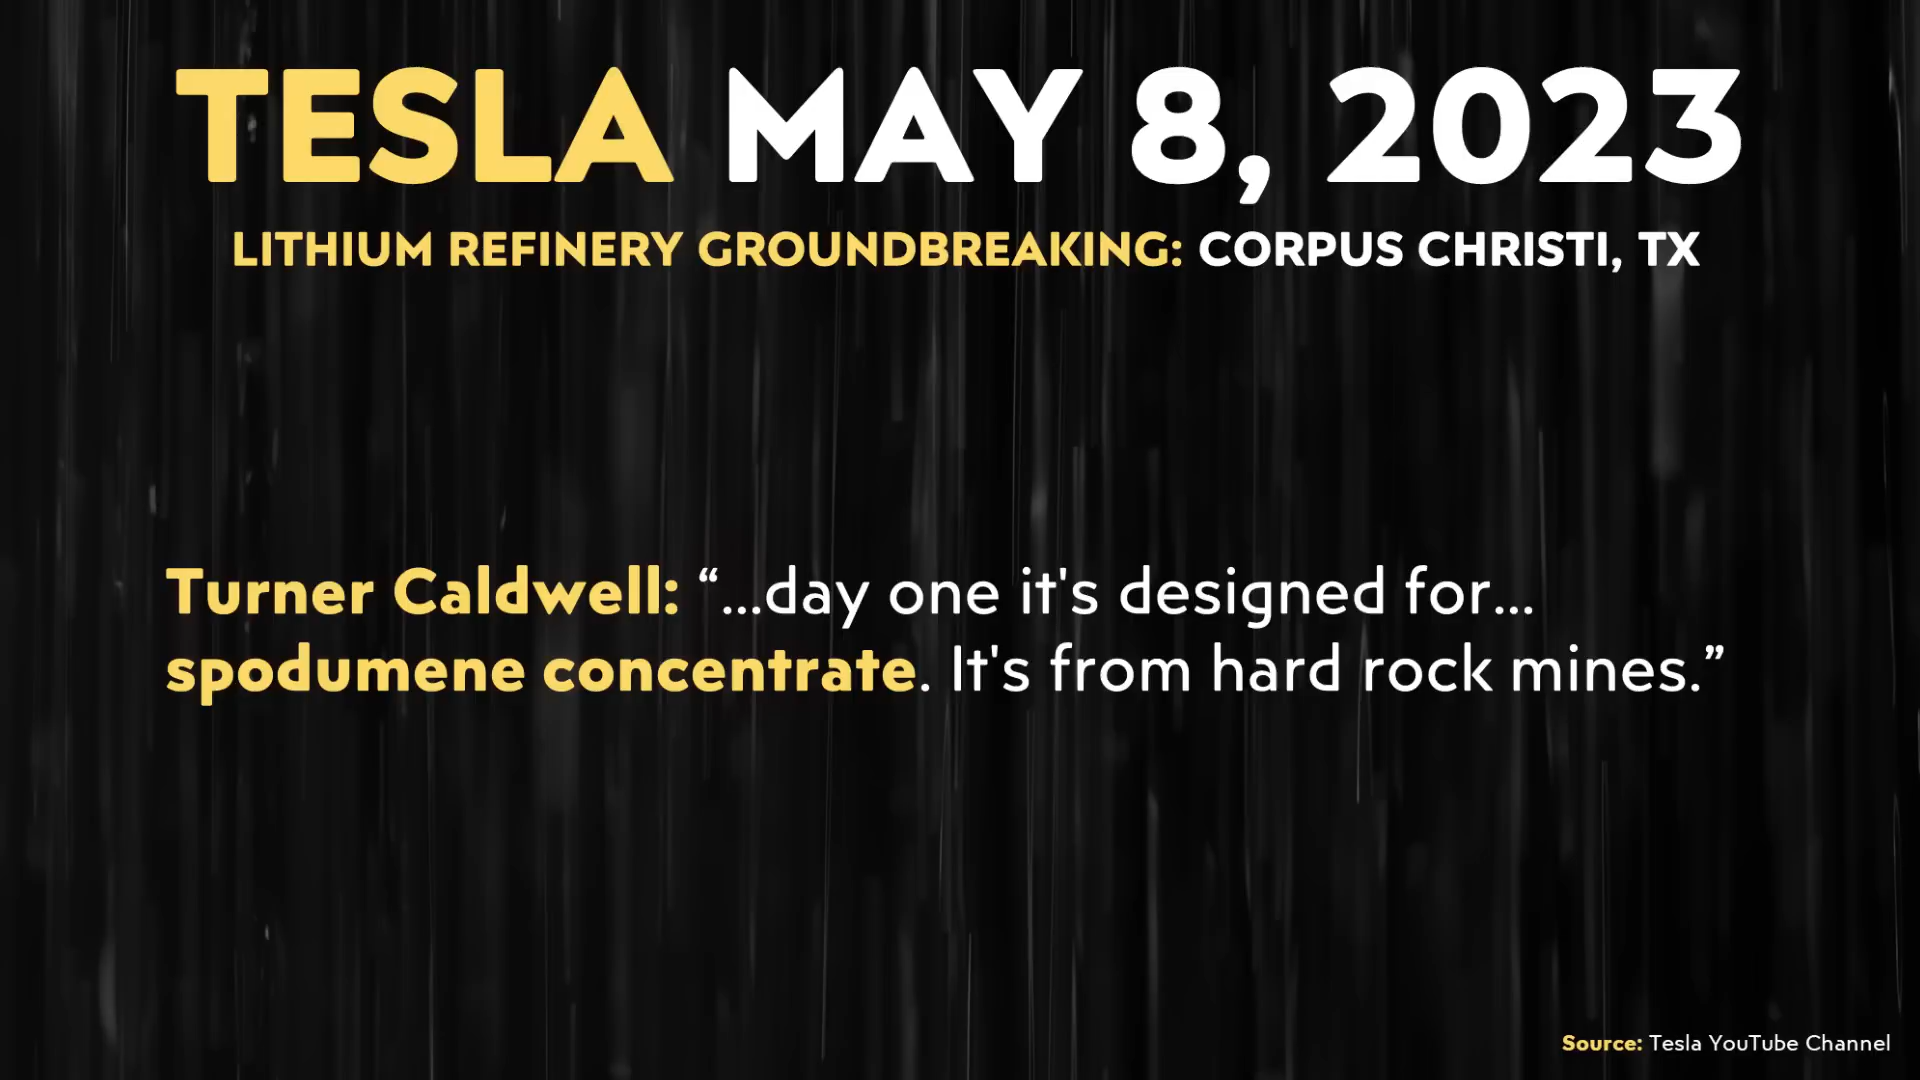 TESLA MAY 8, 2023
LITHIUM REFINERY GROUNDBREAKING: CORPUS CHRISTI, TX
Turner Caldwell: “...day one it's designed for...
spodumene concentrate. It's from hard rock mines.”
Source: Tesla YouTube Channel